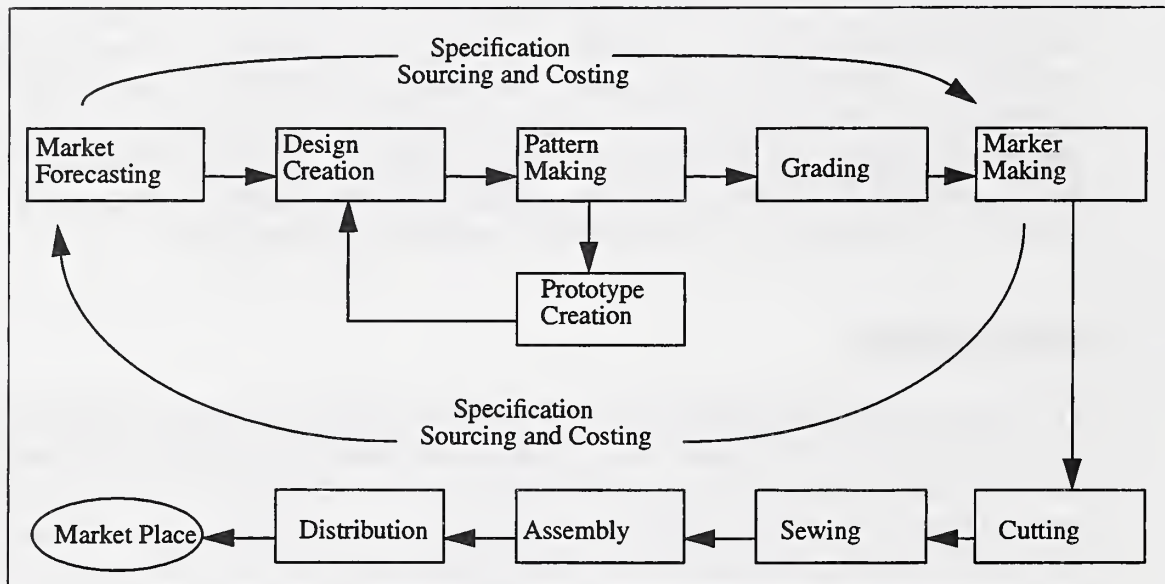 Specification
Sourcing and Costing
Market
Forecasting
Design
Creation
Pattern
Making
Grading
Marker
Making
Prototype
Creation
Specification
Sourcing and Costing
Market Place
Distribution
Assembly
Sewing
Cutting